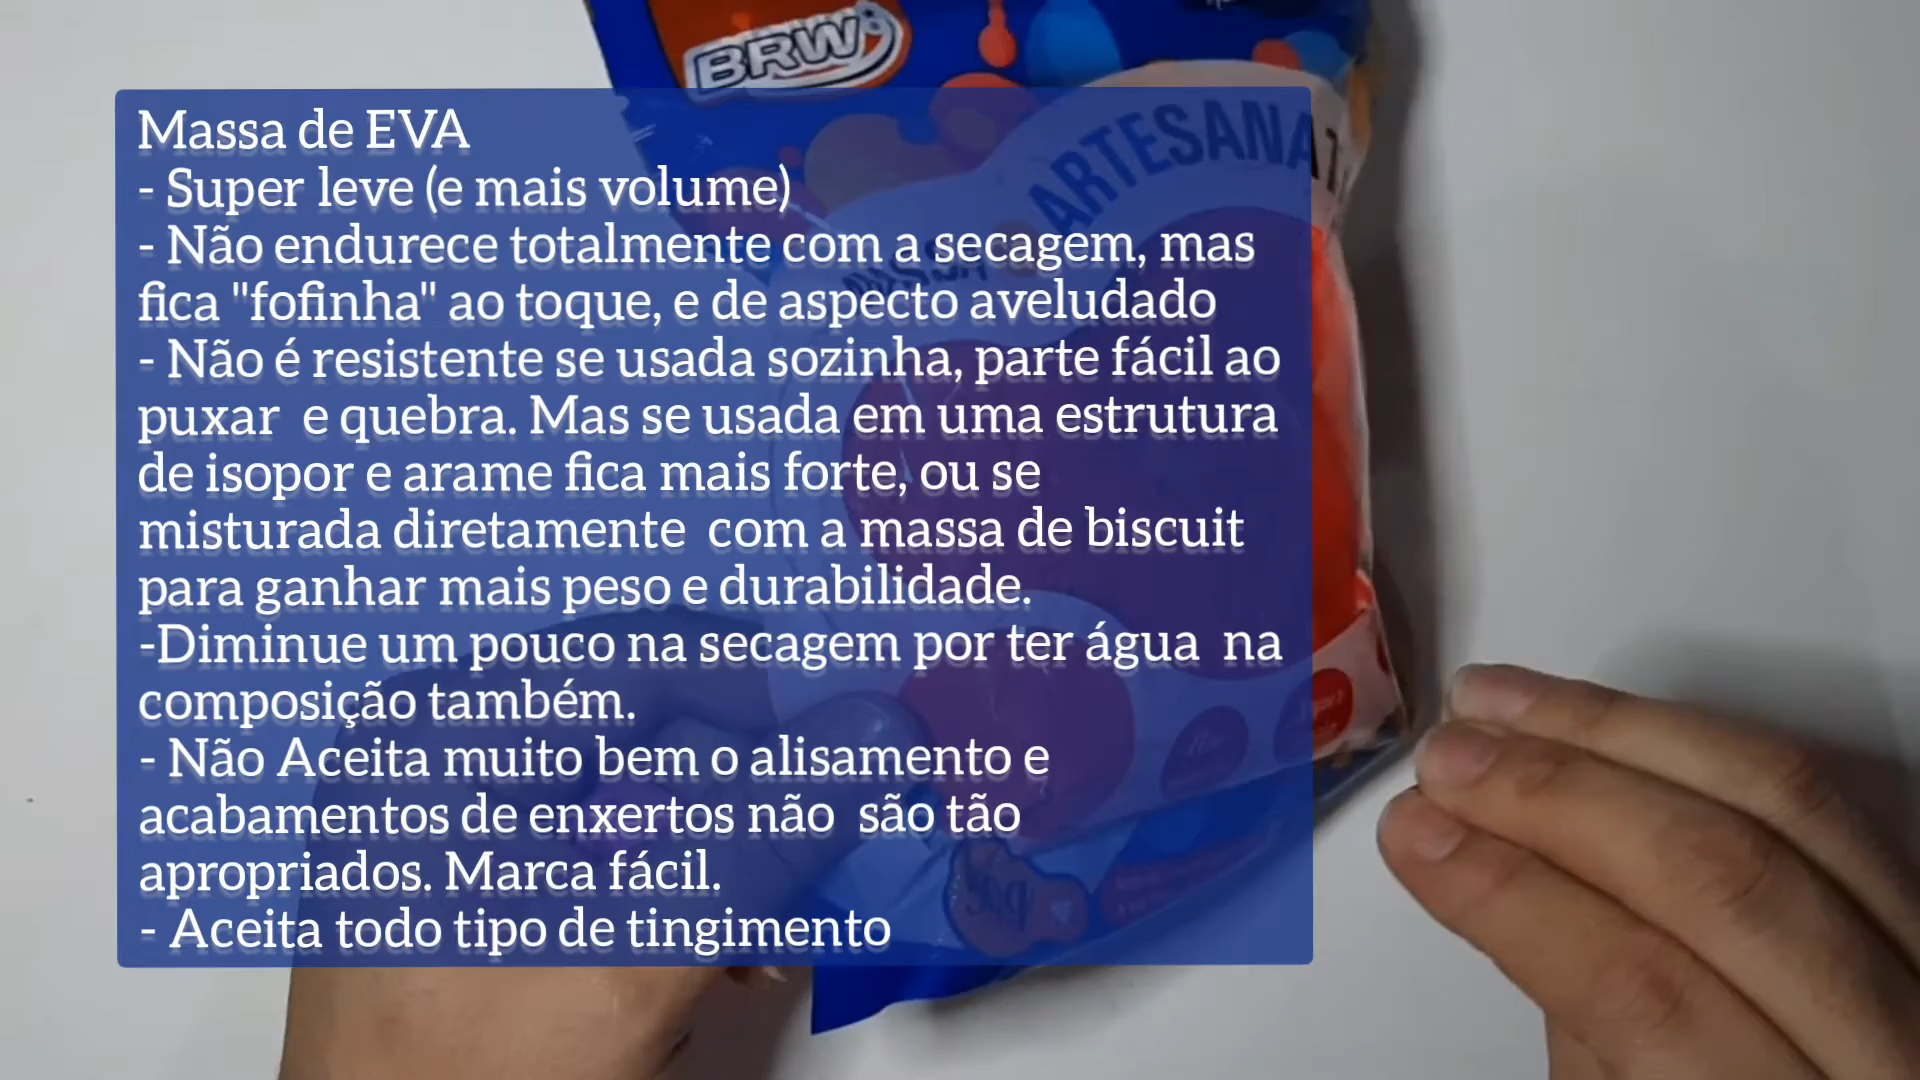 BRW
ARTESANA
Massa de EVA
- Super leve (e mais volume)
- Não endurece totalmente com a secagem, mas
fica "fofinha" ao toque, e de aspecto aveludado
- Não é resistente se usada sozinha, parte fácil ao
puxar  e quebra. Mas se usada em uma estrutura
de isopor e arame fica mais forte, ou se
misturada diretamente  com a massa de biscuit
para ganhar mais peso e durabilidade.
-Diminue um pouco na secagem por ter água  na
composição também.
- Não Aceita muito bem o alisamento e
acabamentos de enxertos não  são tão
apropriados. Marca fácil.
- Aceita todo tipo de tingimento
50g